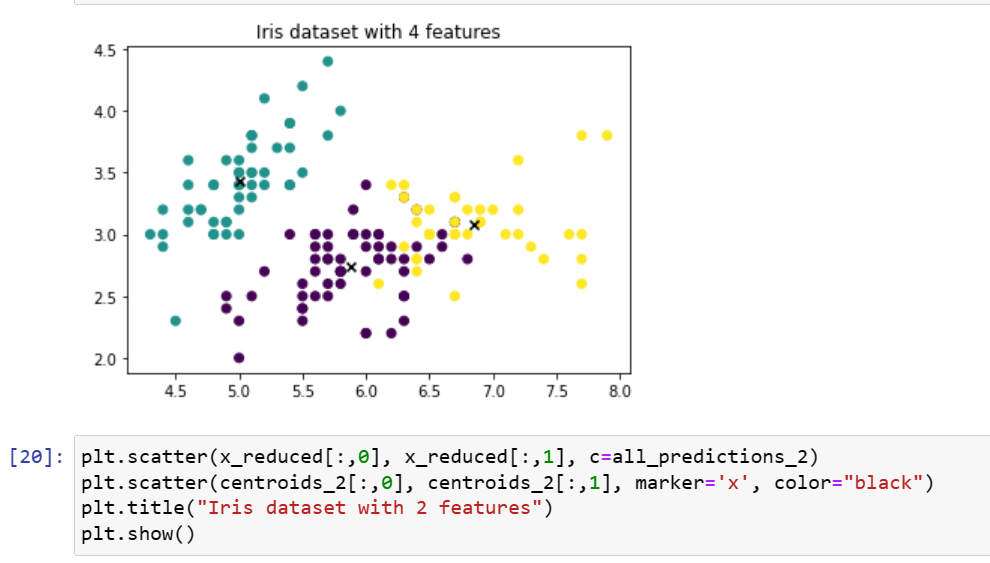 Iris dataset with 4 features
4.5
4.0
3.5
3.0
2.5
2.0
4.5 5.0 5.5 6.0 6.5 7.0 7.5 8.0
[20]: plt.scatter(x_reduced[:,0], x_reduced[:,1], c=all_predictions_2)
plt.scatter(centroids_2[:,0], centroids_2[:,1], marker='x', color="black")
plt.title("Iris dataset with 2 features")
plt.show()